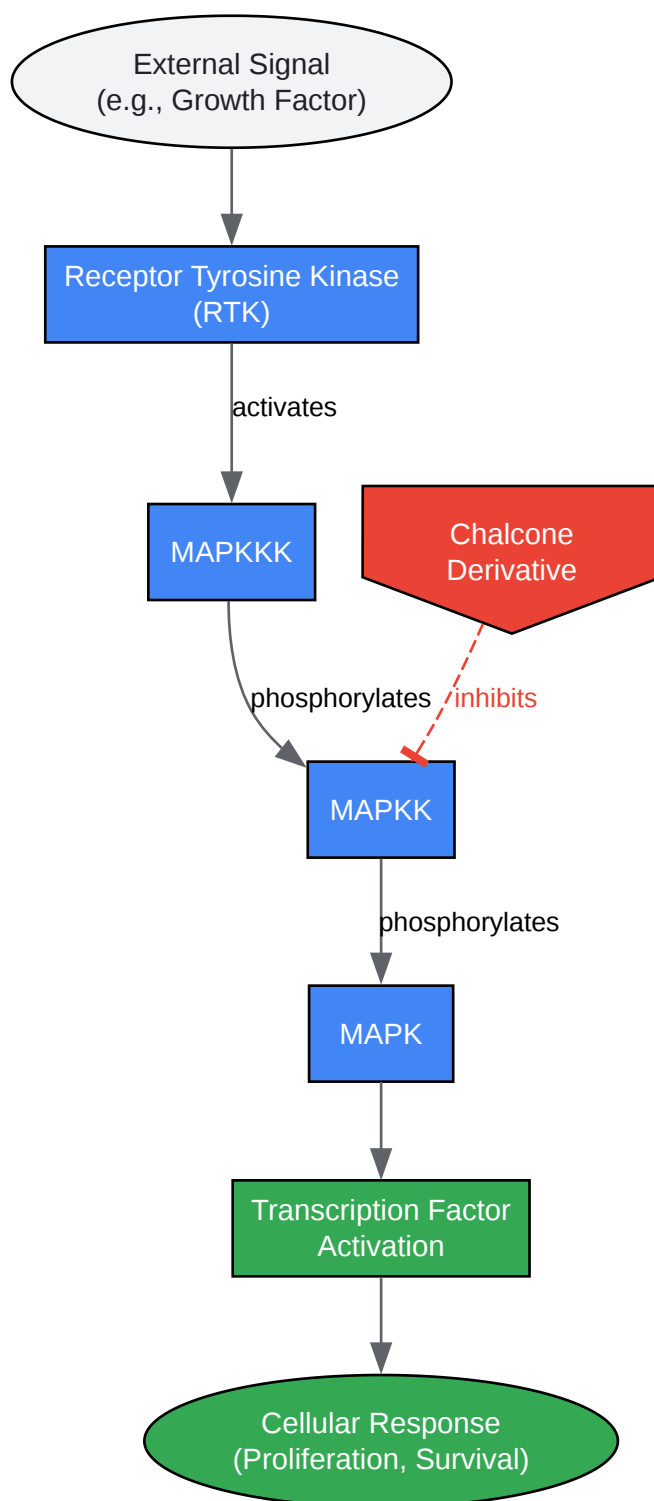 External Signal
(e.g., Growth Factor)
Receptor Tyrosine Kinase
(RTK)
activates
MAPKKK
Chalcone
Derivative
phosphorylates
inhibits
MAPKK
phosphorylates
MAPK
Transcription Factor
Activation
Cellular Response
(Proliferation, Survival)